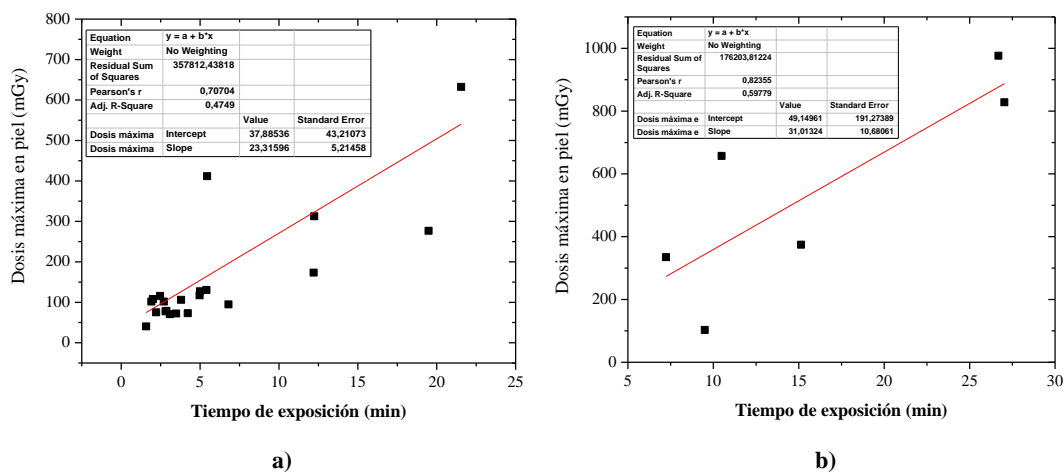 800
700
600
500
400
300
200
100
0
Dosis máxima en piel (mGy)
Equation y = a + b*x
Weight No Weighting
Residual Sum of Squares 357812,43818
Pearson's r 0,70704
Adj. R-Square 0,4749
Value Standard Error
Dosis máxima Intercept 37,88536 43,21073
Dosis máxima Slope 23,31596 5,21458
0 5 10 15 20 25
Tiempo de exposición (min)
a)
1000
800
600
400
200
0
Dosis máxima en piel (mGy)
Equation y = a + b*x
Weight No Weighting
Residual Sum of Squares 176203,81224
Pearson's r 0,82355
Adj. R-Square 0,59779
Value Standard Error
Dosis máxima e Intercept 49,14961 191,27389
Dosis máxima e Slope 31,01324 10,68061
5 10 15 20 25 30
Tiempo de exposición (min)
b)